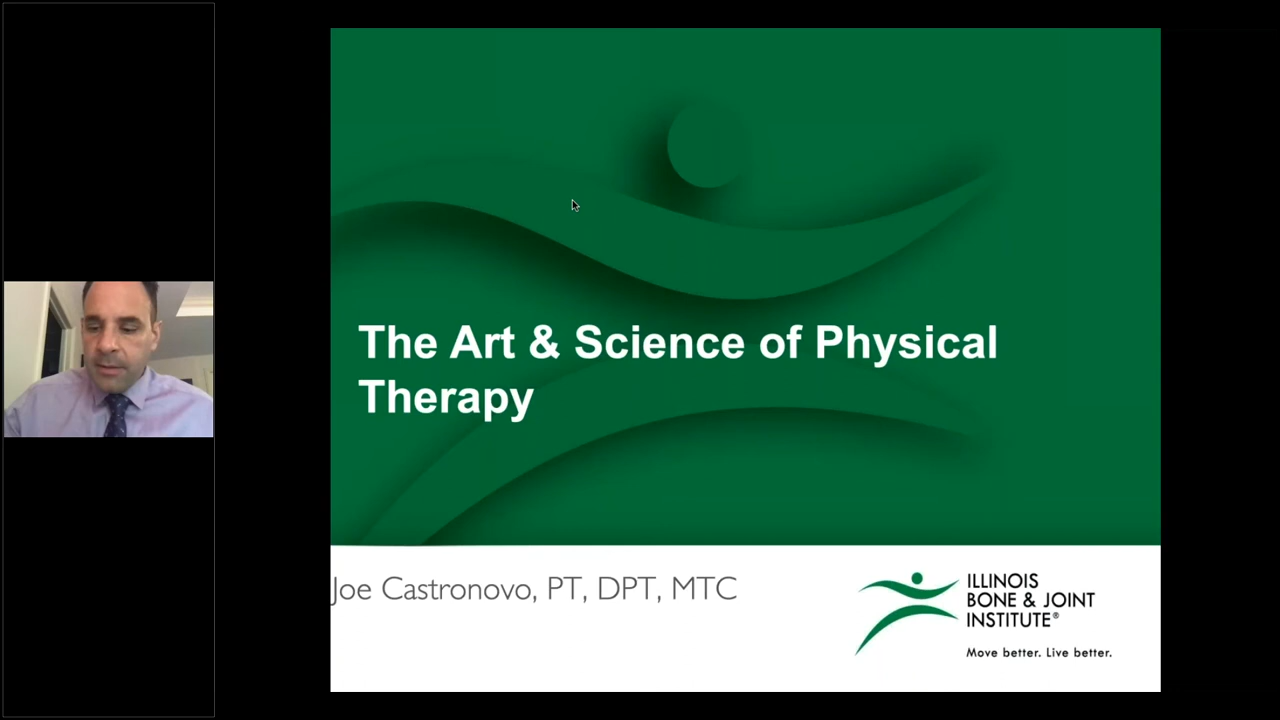 The Art & Science of Physical
Therapy
Joe Castronovo, PT, DPT, MTC
ILLINOIS
BONE & JOINT
INSTITUTE®
Move better. Live better.